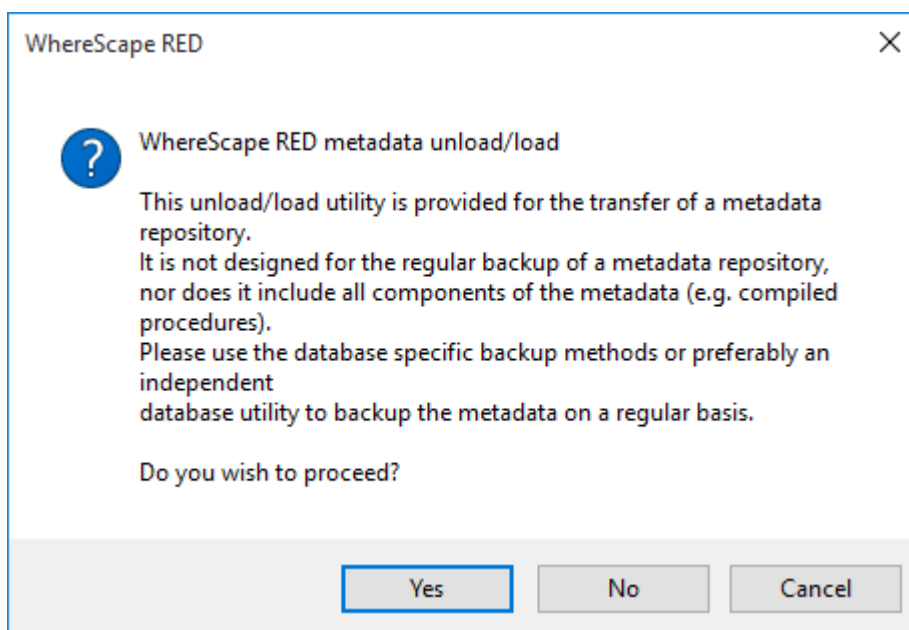 WhereScape RED
WhereScape RED metadata unload/load
This unload/load utility is provided for the transfer of a metadata
repository.
It is not designed for the regular backup of a metadata repository,
nor does it include all components of the metadata (e.g. compiled
procedures).
Please use the database specific backup methods or preferably an
independent
database utility to backup the metadata on a regular basis.
Do you wish to proceed?
Yes No Cancel